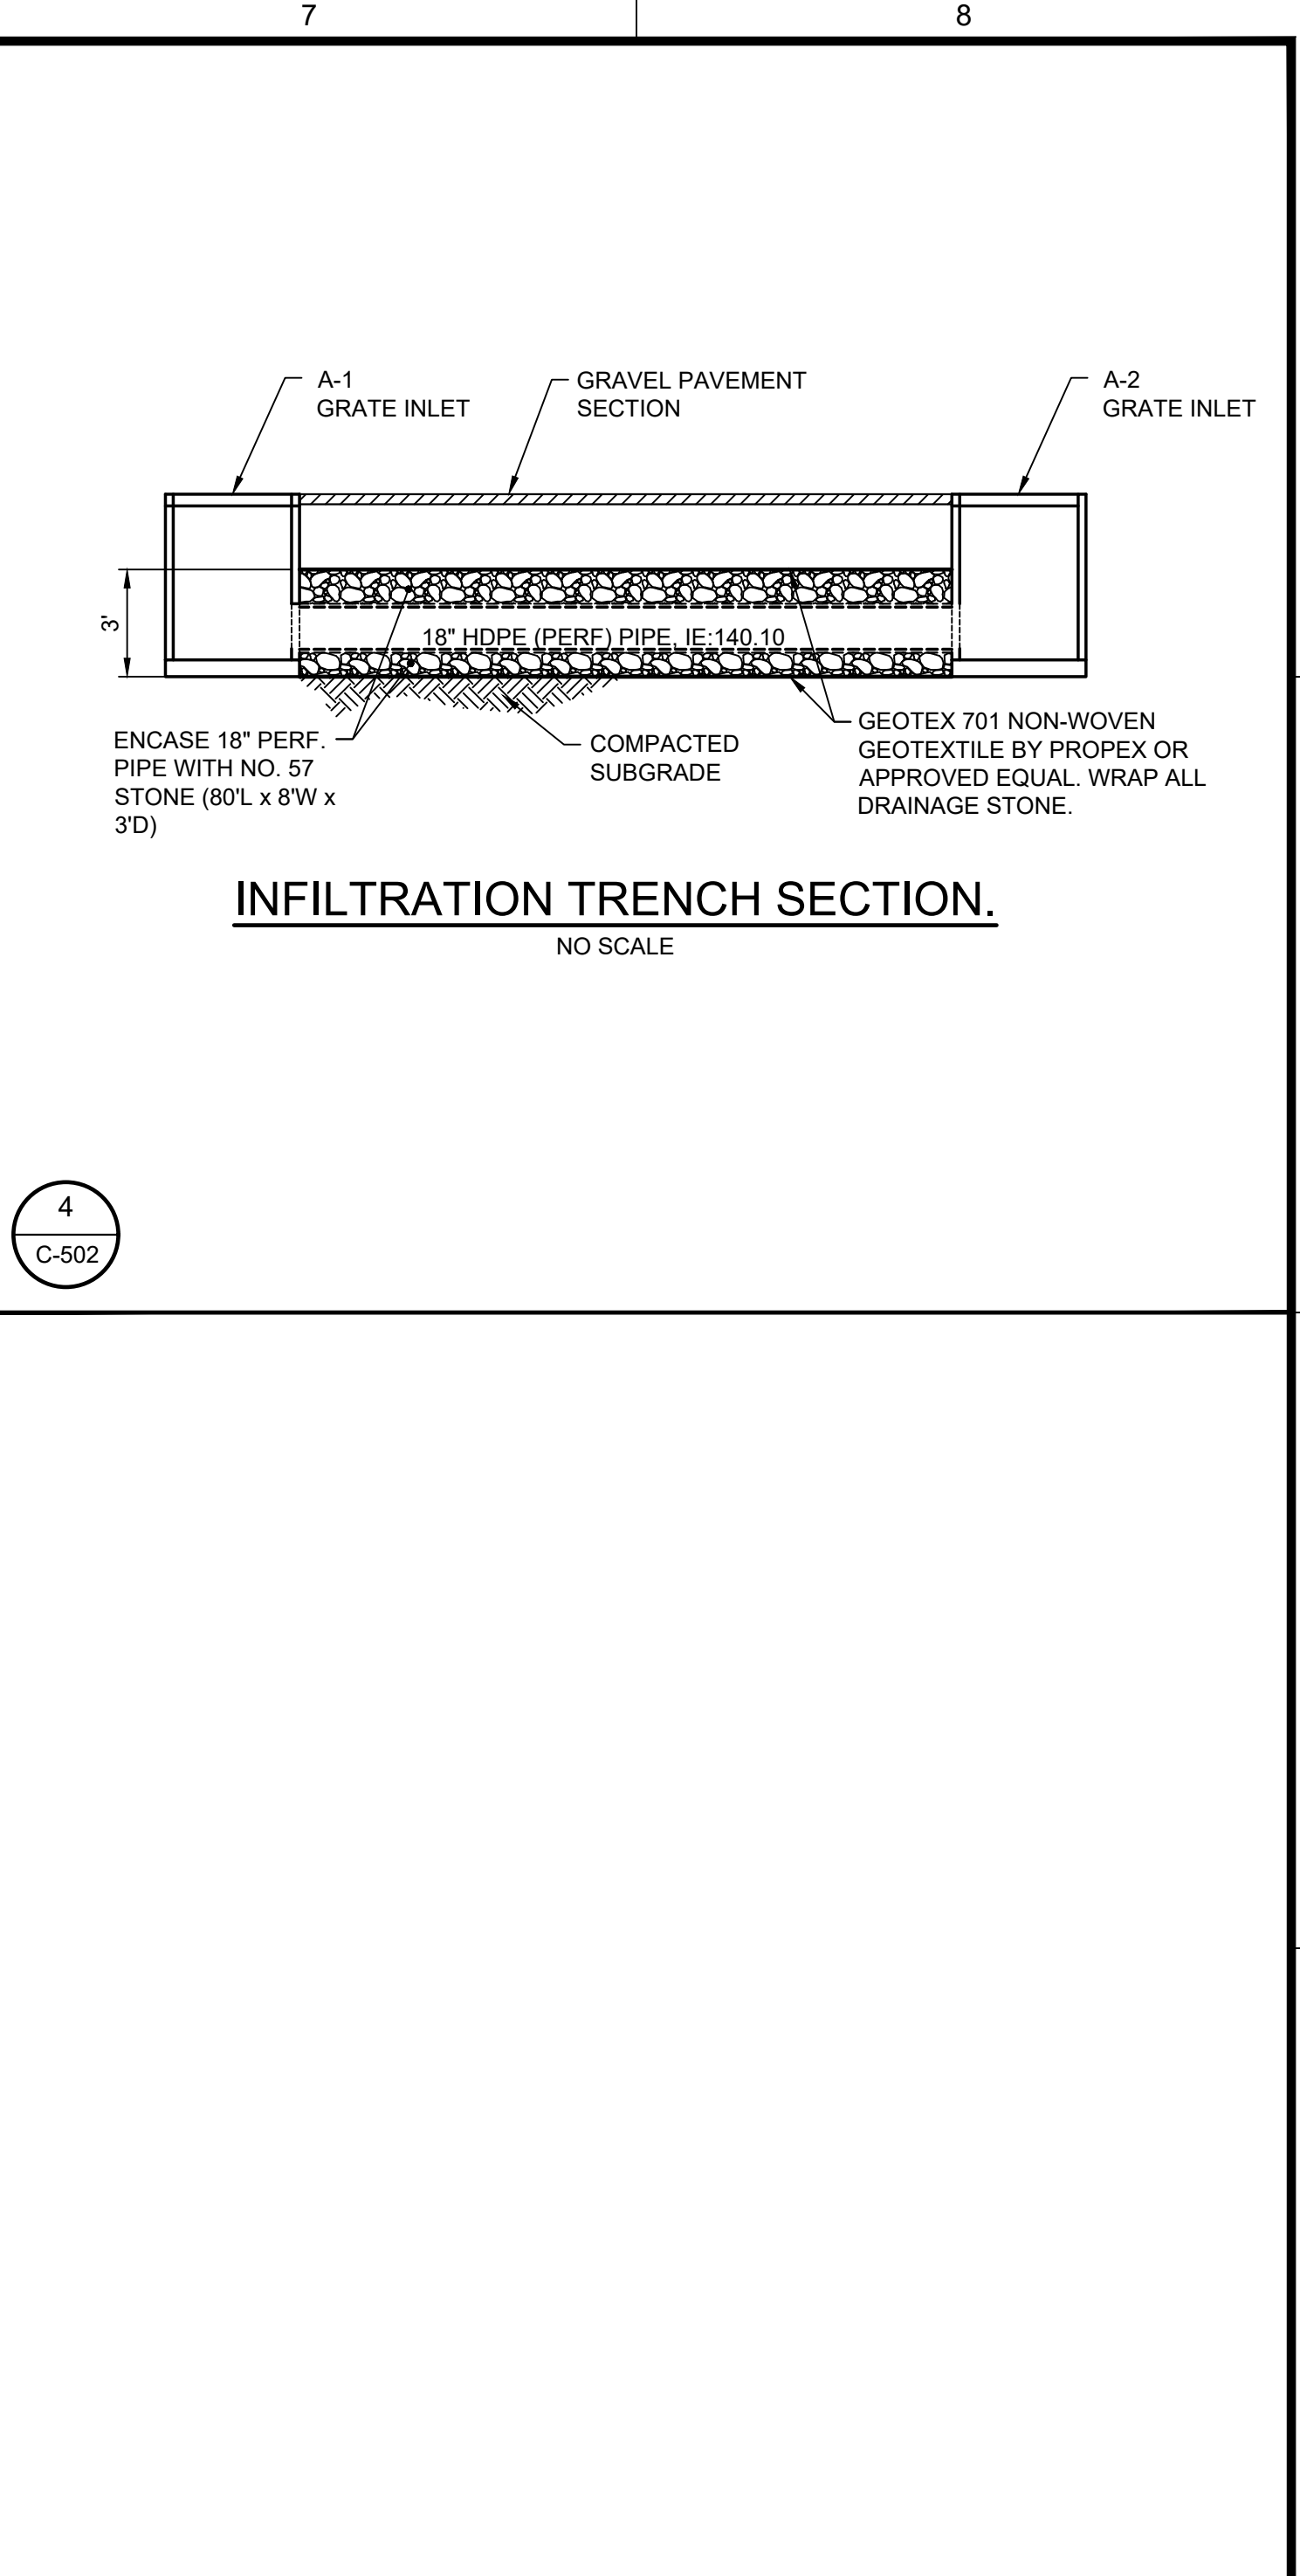 7
8
A-1
GRATE INLET
GRAVEL PAVEMENT
SECTION
A-2
GRATE INLET
3'
18" HDPE (PERF) PIPE, IE:140.10
ENCASE 18" PERF.
PIPE WITH NO. 57
STONE (80'L x 8'W x
3'D)
COMPACTED
SUBGRADE
GEOTEX 701 NON-WOVEN
GEOTEXTILE BY PROPEX OR
APPROVED EQUAL. WRAP ALL
DRAINAGE STONE.
INFILTRATION TRENCH SECTION.
NO SCALE
4
C-502